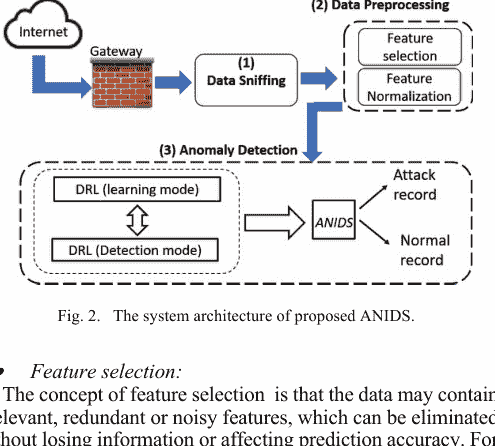 (2) Data Preprocessing
Internet
Gateway
(1)
Data Sniffing
Feature
selection
Feature
Normalization
(3) Anomaly Detection
DRL (learning mode)
DRL (Detection mode)
ANIDS
Attack
record
Normal
record
Fig. 2. The system architecture of proposed ANIDS.
• Feature selection:
The concept of feature selection is that the data may contain
elevant, redundant or noisy features, which can be eliminated
hout losing information or affecting prediction accuracy. For